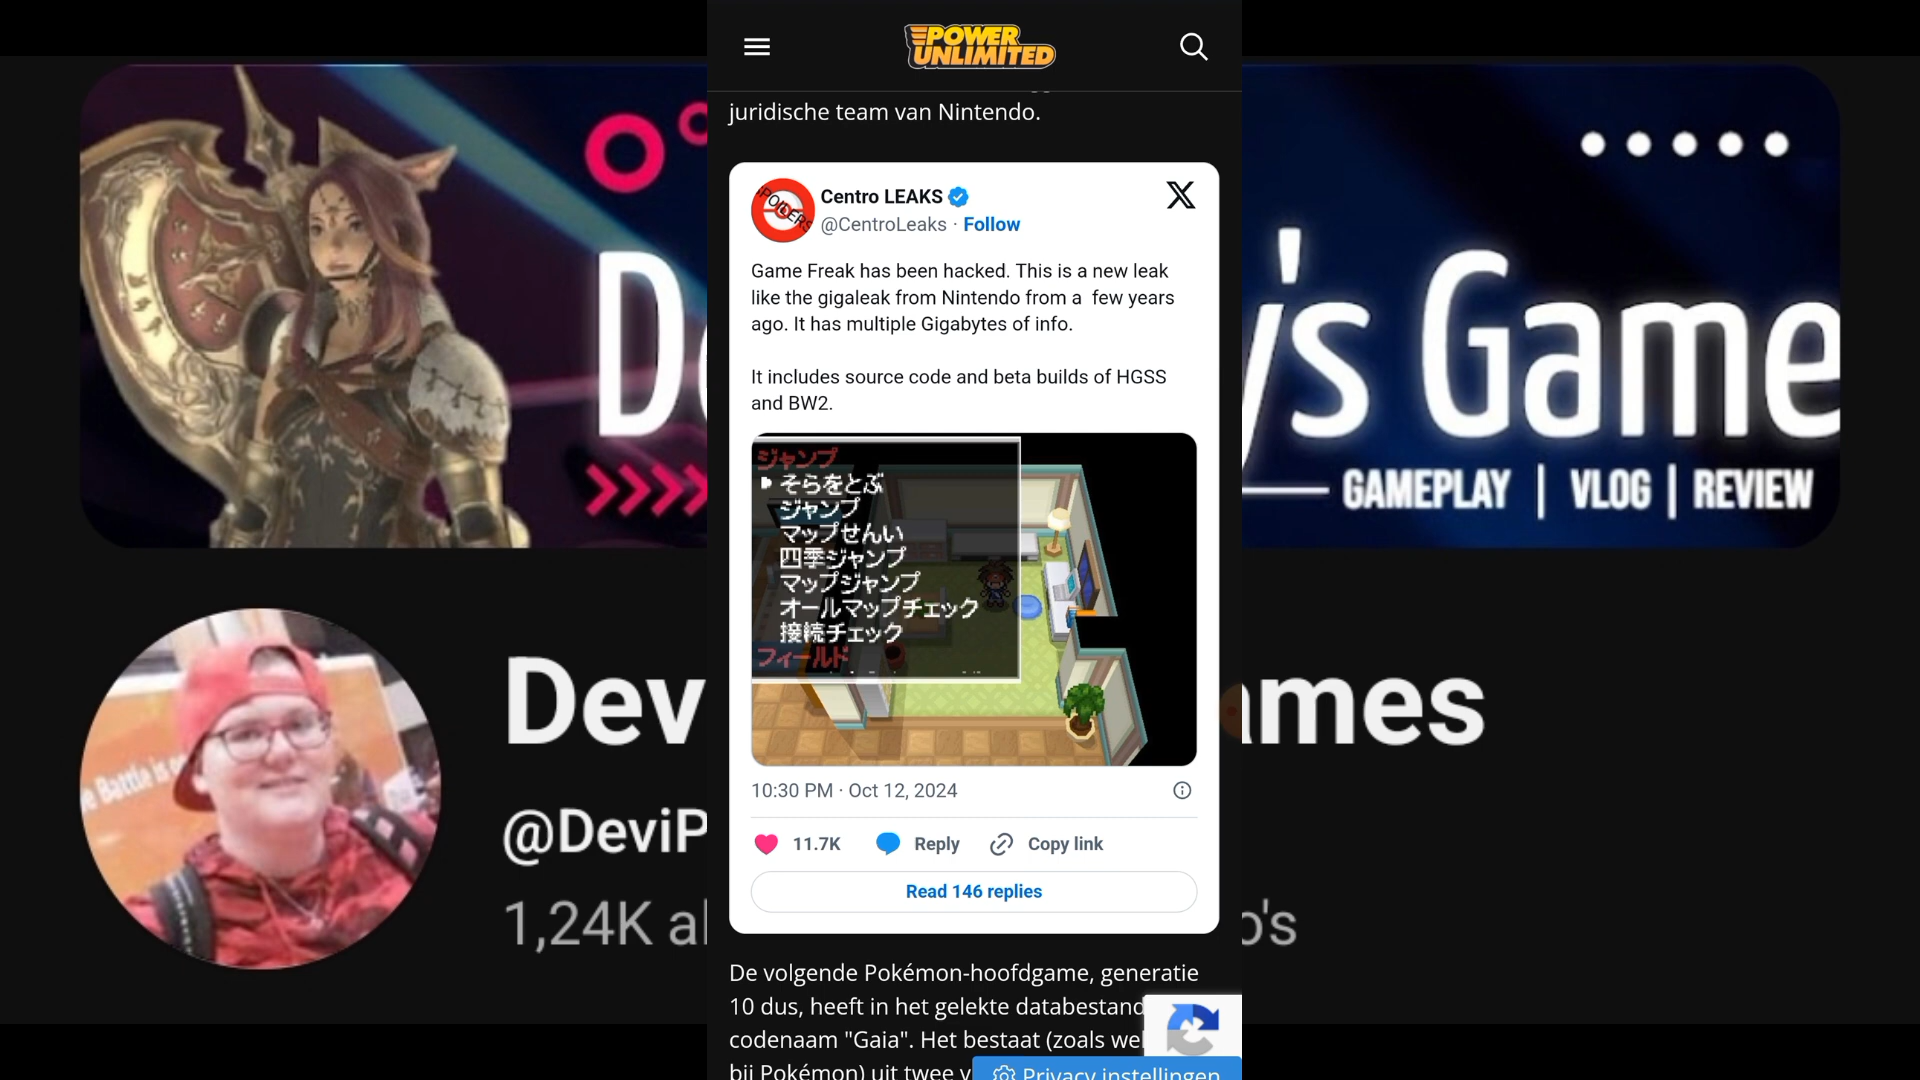 POWER
UNLIMITED
juridische team van Nintendo.
Centro LEAKS
@CentroLeaks · Follow
Game Freak has been hacked. This is a new leak
like the gigaleak from Nintendo from a few years
ago. It has multiple Gigabytes of info.
It includes source code and beta builds of HGSS
and BW2.
ジャンプ
そらをとぶ
ジャンプ
マップせんい
四季ジャンプ
マップジャンプ
オールマップチェック
接続チェック
フィールド
10:30 PM · Oct 12, 2024
11.7K Reply Copy link
Read 146 replies
De volgende Pokémon-hoofdgame, generatie
10 dus, heeft in het gelekte databestand
codenaam "Gaia". Het bestaat (zoals
bij Pokémon) uit twee
Privacy instellingen
's Game
GAMEPLAY | VLOG | REVIEW
Dev
ames
@DeviP
1,24K
o's